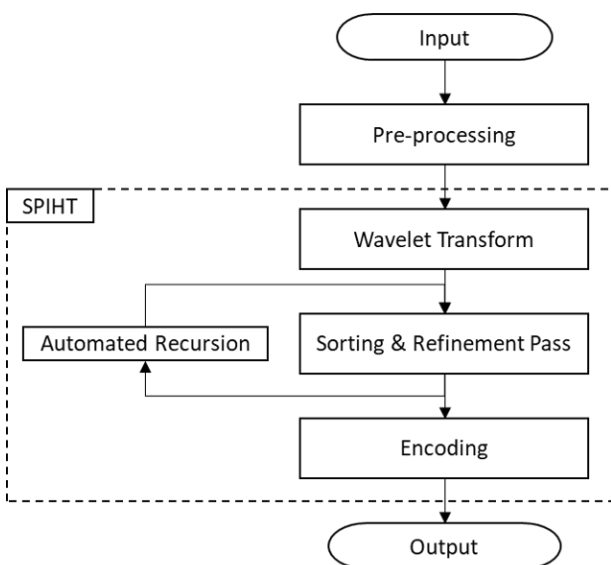 Input
Pre-processing
SPIHT
Wavelet Transform
Automated Recursion
Sorting & Refinement Pass
Encoding
Output